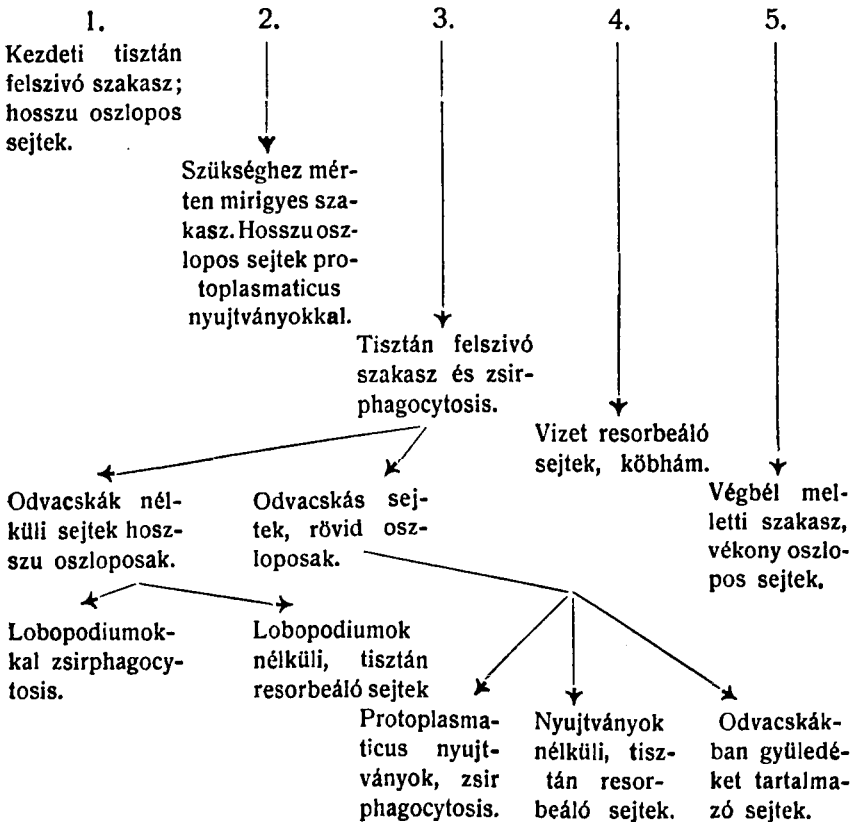 1. 2. 3. 4. 5.
Kezdeti tisztán
felszivó szakasz;
hosszu oszlopos
sejtek.
Szükséghez mér-
ten mirigyes sza-
kasz. Hosszu osz-
lopos sejtek pro-
toplasmaticus
nyujtványokkal.
Tisztán felszivó
szakasz és zsir-
phagocytosis.
Vizet resorbeáló
sejtek, köbhám.
Végbél mel-
letti szakasz,
vékony oszlo-
pos sejtek.
Odvacskák nél-
küli sejtek hosz-
szu oszloposak.
Odvacskás sej-
tek, rövid osz-
loposak.
Lobopodiumok-
kal zsirphagocy-
tosis.
Lobopodiumok
nélküli, tisztán
resorbeáló sejtek
Protoplasma-
ticus nyujt-
ványok, zsir
phagocytosis.
Nyujtványok
nélküli, tisz-
tán resor-
beáló sejtek.
Odvacskák-
ban gyüledé-
ket tartalma-
zó sejtek.